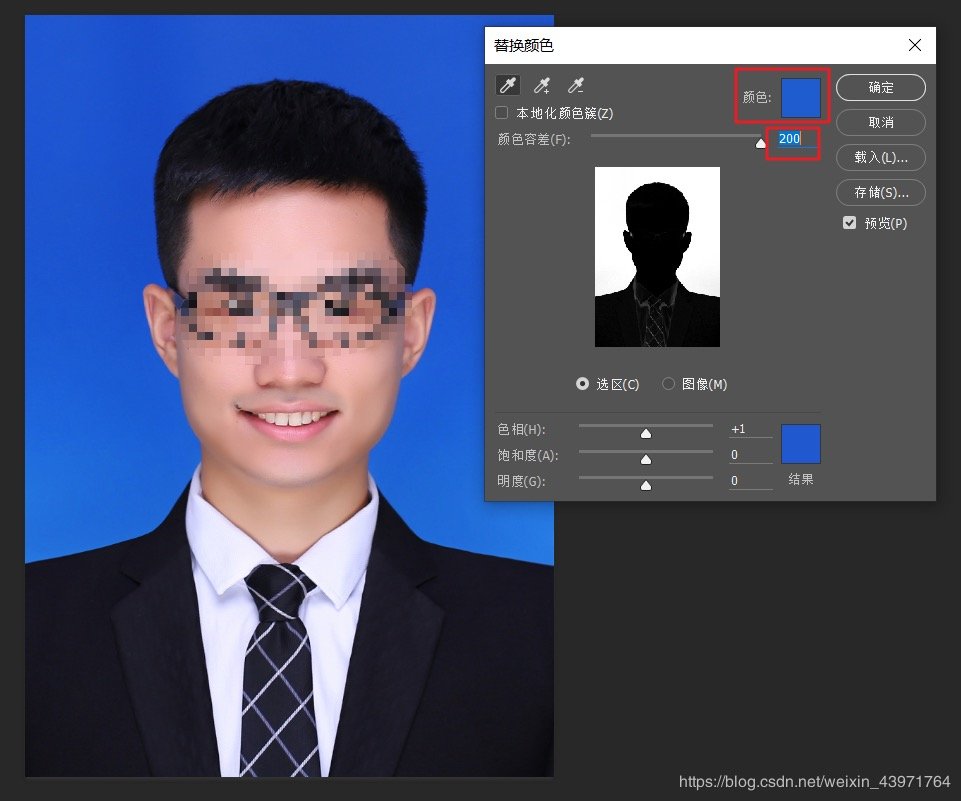 替换颜色
颜色:
确定
本地化颜色簇(Z)
取消
颜色容差(F):
200
载入(L)...
存储(S)...
预览(P)
选区(C)
图像(M)
色相(H):
+1
饱和度(A):
0
明度(G):
0
结果
https://blog.csdn.net/weixin_43971764